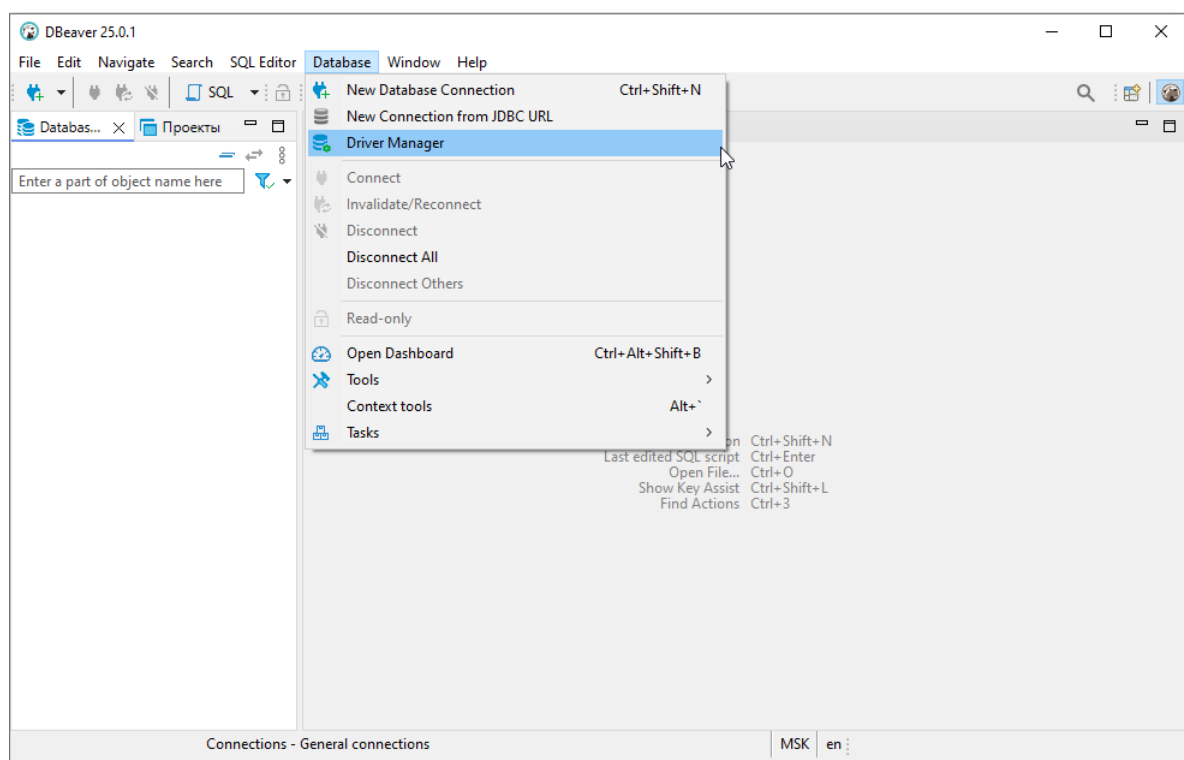 DBeaver 25.0.1
File Edit Navigate Search SQL Editor Database Window Help
SQL
Databas... Проекты
Enter a part of object name here
New Database Connection Ctrl+Shift+N
New Connection from JDBC URL
Driver Manager
Connect
Invalidate/Reconnect
Disconnect
Disconnect All
Disconnect Others
Read-only
Open Dashboard Ctrl+Alt+Shift+B
Tools
Context tools Alt+`
Tasks
Ctrl+Shift+N
Last edited SQL script Ctrl+Enter
Open File... Ctrl+O
Show Key Assist Ctrl+Shift+L
Find Actions Ctrl+3
Connections - General connections MSK en